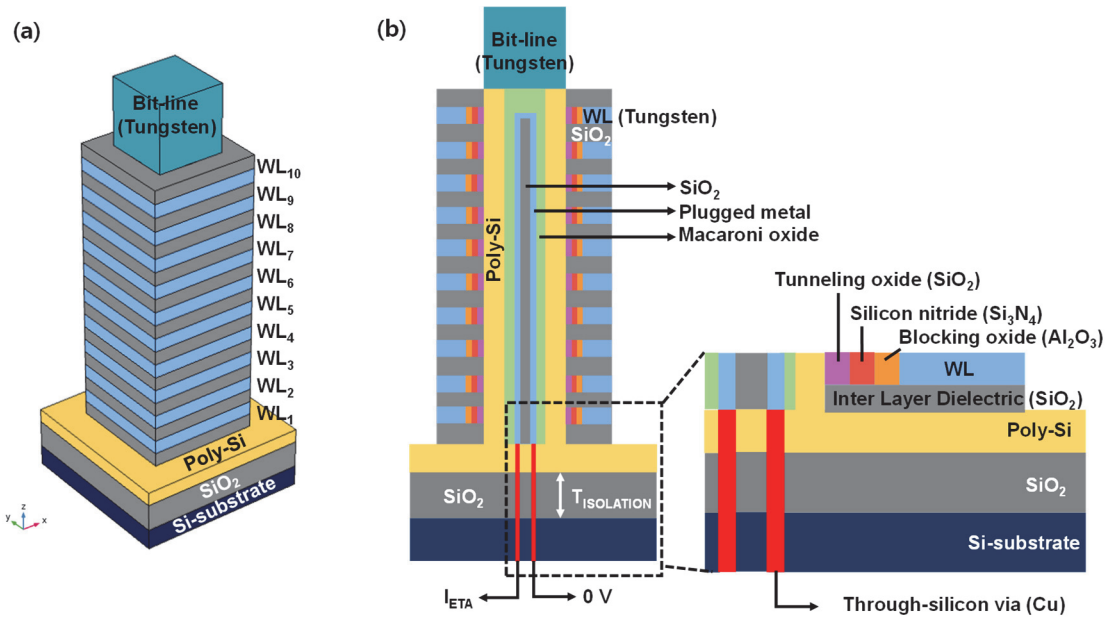 (a)
Bit-line
(Tungsten)
WL₁₀
WL₉
WL₈
WL₇
WL₆
WL₅
WL₄
WL₃
WL₂
WL₁
Poly-Si
SiO₂
Si-substrate
z
y
x
(b)
Bit-line
(Tungsten)
WL (Tungsten)
SiO₂
SiO₂
Plugged metal
Macaroni oxide
Poly-Si
SiO₂
T_ISOLATION
I_ETA
0 V
Tunneling oxide (SiO₂)
Silicon nitride (Si₃N₄)
Blocking oxide (Al₂O₃)
WL
Inter Layer Dielectric (SiO₂)
Poly-Si
SiO₂
Si-substrate
Through-silicon via (Cu)